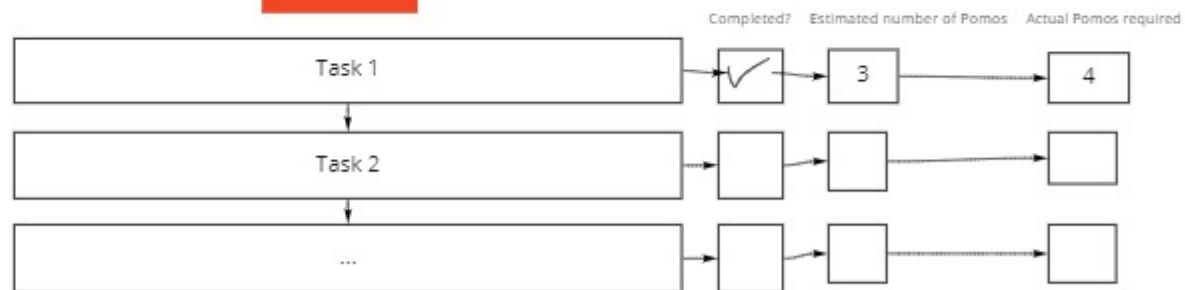 Completed? Estimated number of Pomos Actual Pomos required
Task 1 3 4
Task 2
...